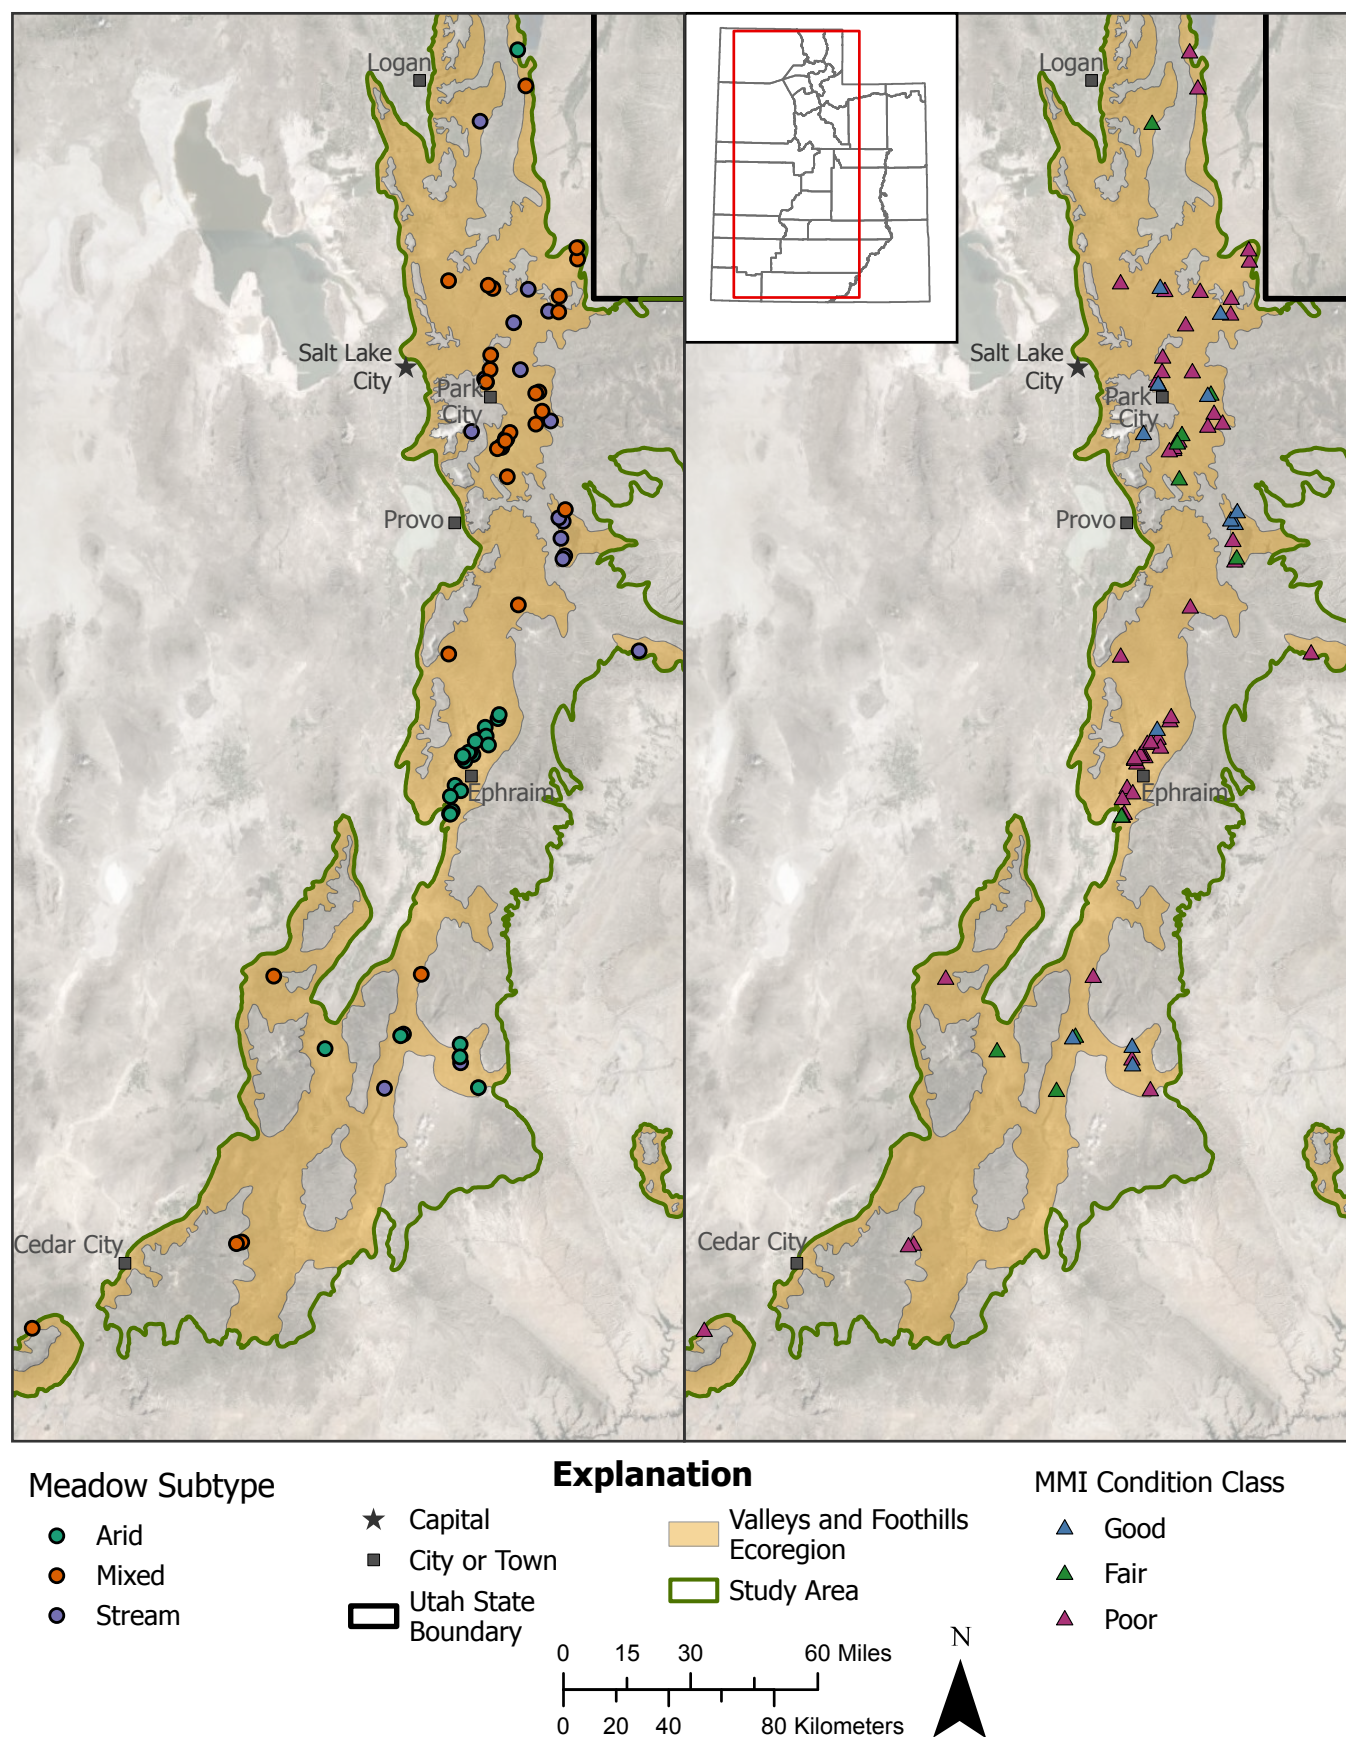 Logan
Salt Lake
City
Park
City
Provo
Ephraim
Cedar City
Logan
Salt Lake
City
Park
City
Provo
Ephraim
Cedar City
Explanation
Meadow Subtype
Arid
Mixed
Stream
Capital
City or Town
Utah State
Boundary
Valleys and Foothills
Ecoregion
Study Area
MMI Condition Class
Good
Fair
Poor
0 15 30 60 Miles
0 20 40 80 Kilometers
N